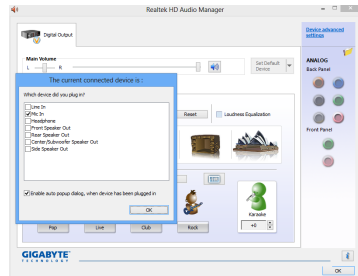 Realtek HD Audio Manager
Device advanced settings
Digital Output
Main Volume
L
R
Set Default Device
ANALOG
Back Panel
The current connected device is :
Which device did you plug in?
Line In
Mic In
Headphone
Front Speaker Out
Rear Speaker Out
Center/Subwoofer Speaker Out
Side Speaker Out
Reset
Loudness Equalization
Front Panel
Enable auto popup dialog, when device has been plugged in
OK
Karaoke
Pop
Live
Club
Rock
+0
GIGABYTE
TECHNOLOGY
i
OK